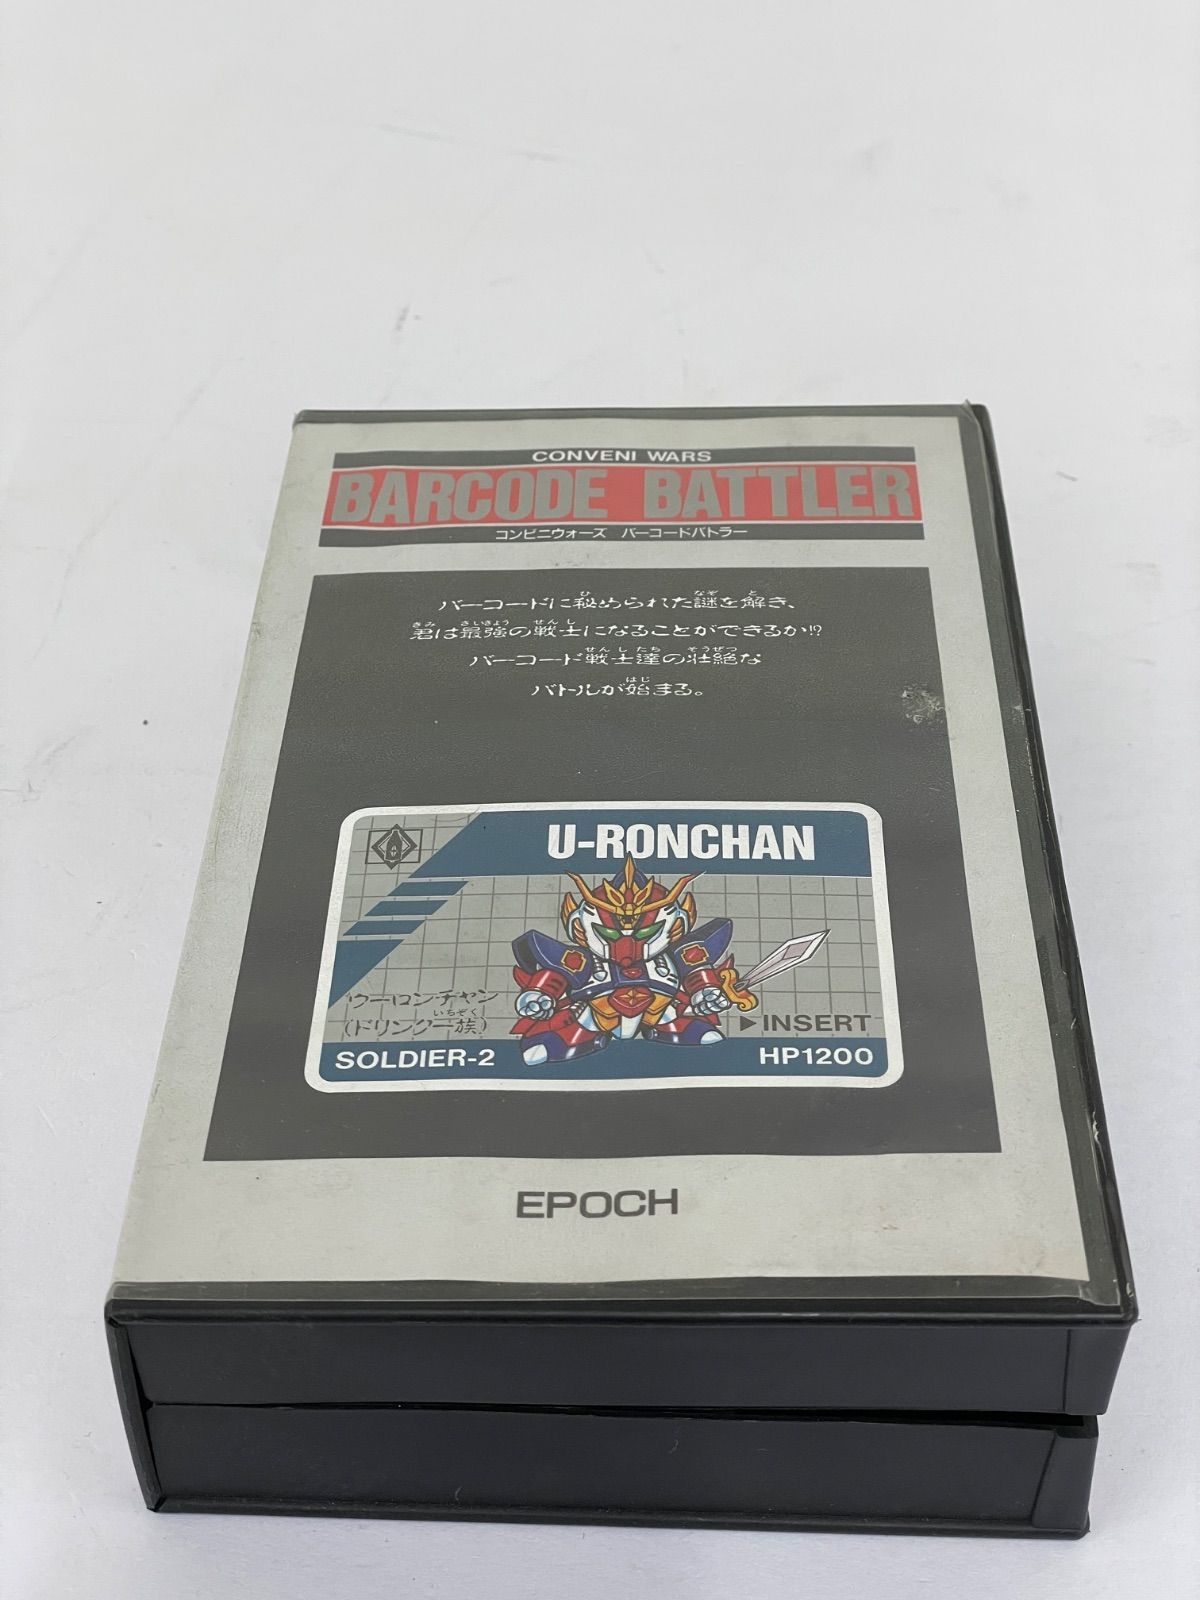 CONVENI WARS
BARCODE BATTLER
コンビニウォーズ バーコードバトラー
バーコードに秘められた謎を解き、
君は最強の戦士になることができるか!?
バーコード戦士達の壮絶な
バトルが始まる。
U-RONCHAN
ウーロンチャン
(ドリンク一族)
▶INSERT
SOLDIER-2
HP1200
EPOCH